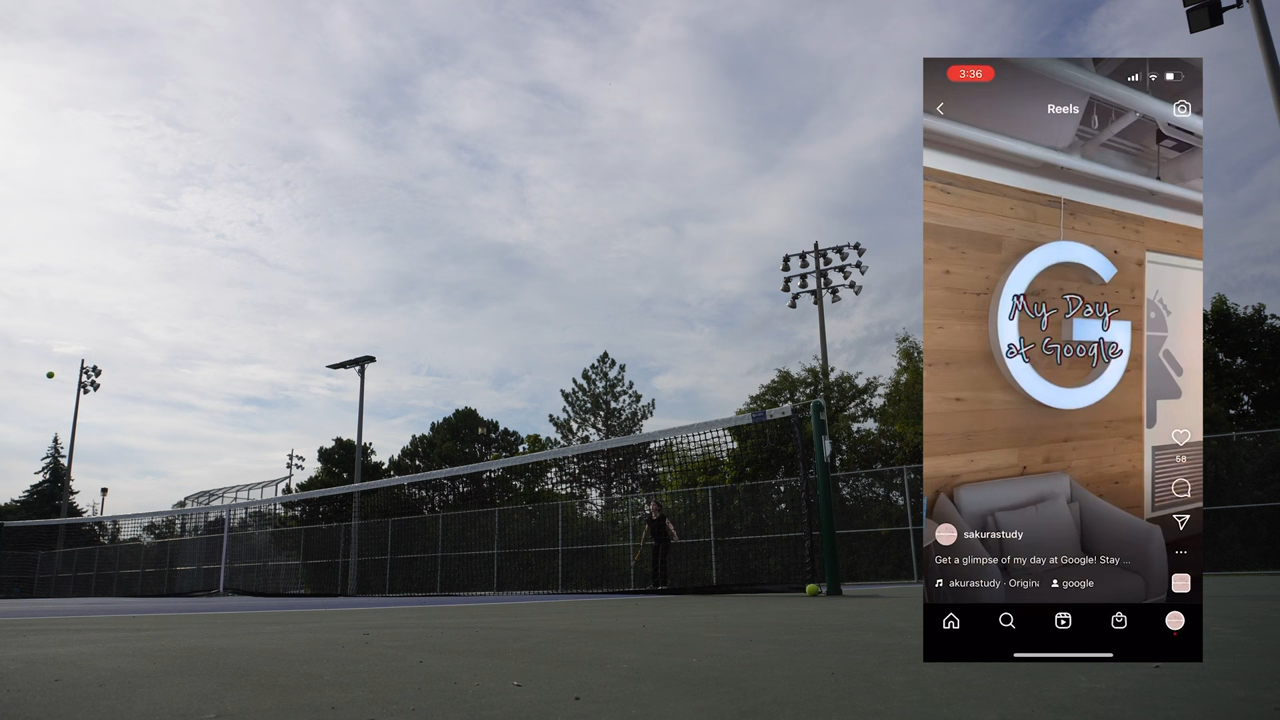 3:36
Reels
My Day
at Google
58
sakurastudy
Get a glimpse of my day at Google! Stay ...
akurastudy · Origina
google